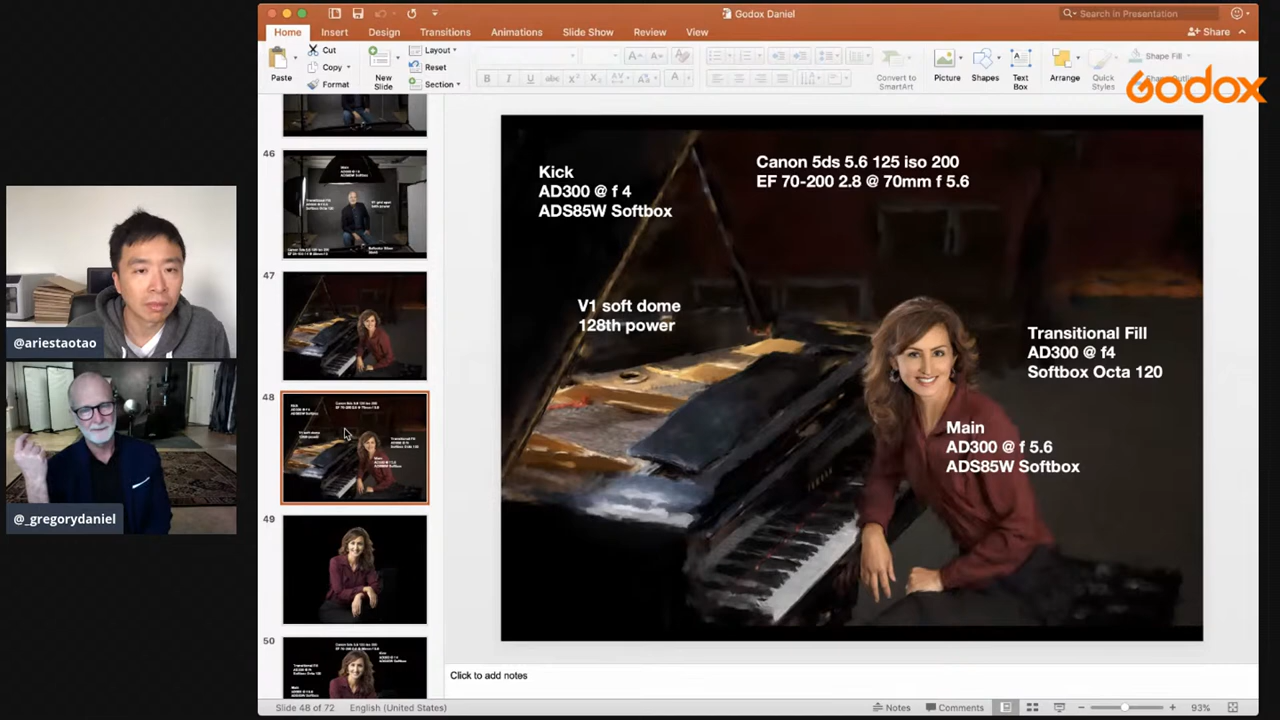 Godox Daniel
Search in Presentation
Home
Insert
Design
Transitions
Animations
Slide Show
Review
View
Share
Paste
Cut
Copy
Format
New
Slide
Layout
Reset
Section
B I U abc X² X₂ AV Aa A
Convert to
SmartArt
Picture
Shapes
Text
Box
Arrange
Quick
Styles
Shape Fill
Godox
46
47
48
49
50
@ariestaotao
@_gregorydaniel
Kick
AD300 @ f 4
ADS85W Softbox
Canon 5ds 5.6 125 iso 200
EF 70-200 2.8 @ 70mm f 5.6
V1 soft dome
128th power
Transitional Fill
AD300 @ f4
Softbox Octa 120
Main
AD300 @ f 5.6
ADS85W Softbox
Click to add notes
Slide 48 of 72
English (United States)
Notes
Comments
93%